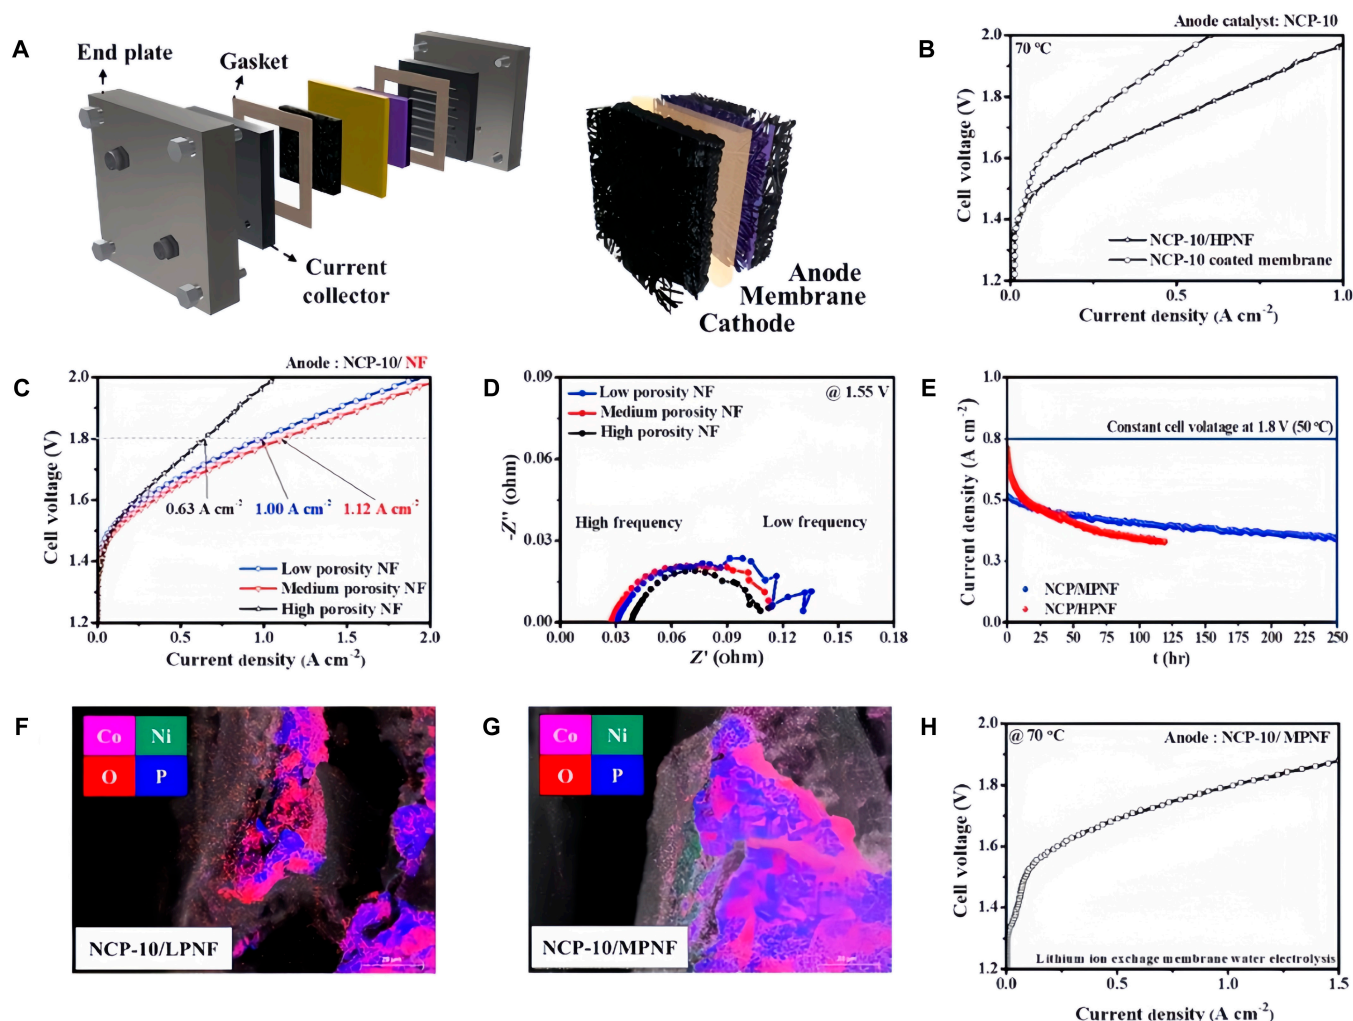 A
End plate
Gasket
Current
collector
Anode
Membrane
Cathode
B
Anode catalyst: NCP-10
70 °C
2.0
1.8
1.6
1.4
1.2
Cell voltage (V)
NCP-10/HPNF
NCP-10 coated membrane
0.0
0.5
1.0
Current density (A cm-2)
C
Anode : NCP-10/ NF
2.0
1.8
1.6
1.4
1.2
Cell voltage (V)
0.63 A cm-2
1.00 A cm-2
1.12 A cm-2
Low porosity NF
Medium porosity NF
High porosity NF
0.0
0.5
1.0
1.5
2.0
Current density (A cm-2)
D
0.09
0.06
0.03
0.00
-Z'' (ohm)
Low porosity NF
Medium porosity NF
High porosity NF
@ 1.55 V
High frequency
Low frequency
0.00
0.03
0.06
0.09
0.12
0.15
0.18
Z' (ohm)
E
1.0
0.8
0.5
0.3
0.0
Current density (A cm-2)
Constant cell volatage at 1.8 V (50 °C)
NCP/MPNF
NCP/HPNF
0
25
50
75
100
125
150
175
200
225
250
t (hr)
F
Co
Ni
O
P
NCP-10/LPNF
20 µm
G
Co
Ni
O
P
NCP-10/MPNF
20 µm
H
@ 70 °C
Anode : NCP-10/ MPNF
2.0
1.8
1.6
1.4
1.2
Cell voltage (V)
Lithium ion exchage membrane water electrolysis
0.0
0.5
1.0
1.5
Current density (A cm-2)